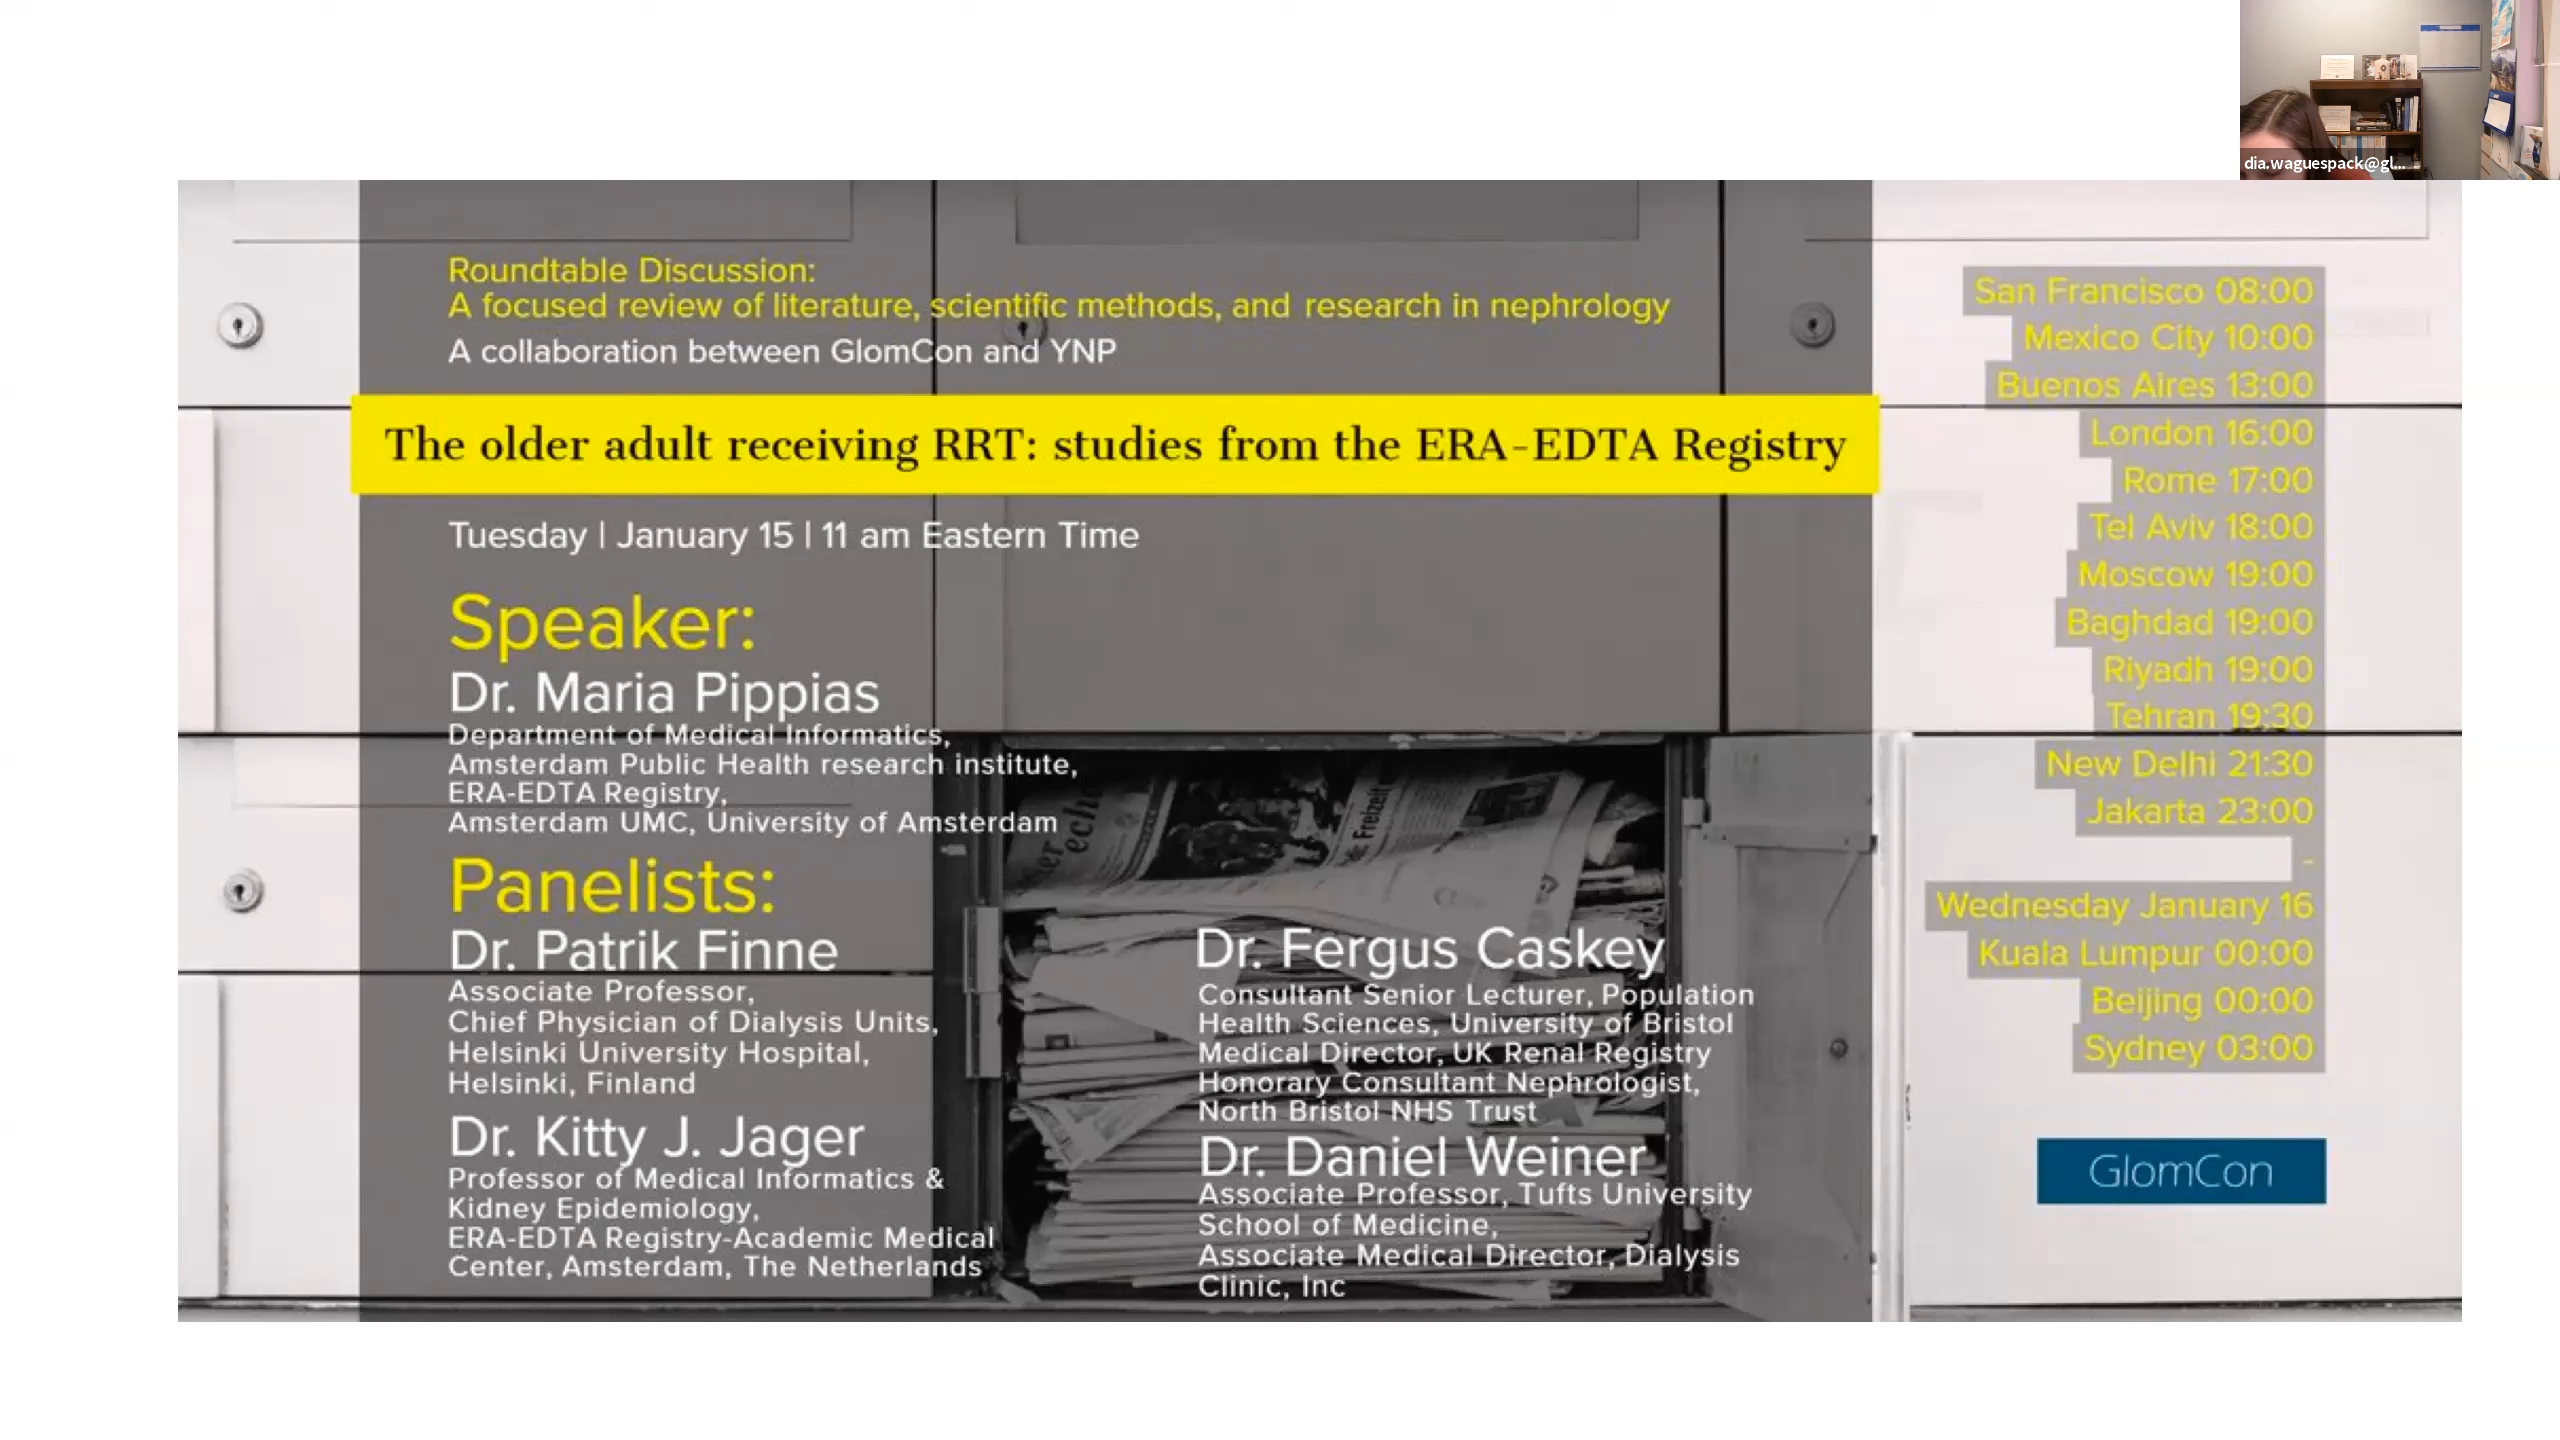 dia.waguespack@gl...
Roundtable Discussion:
A focused review of literature, scientific methods, and research in nephrology
A collaboration between GlomCon and YNP
The older adult receiving RRT: studies from the ERA-EDTA Registry
Tuesday | January 15 | 11 am Eastern Time
Speaker:
Dr. Maria Pippias
Department of Medical Informatics,
Amsterdam Public Health research institute,
ERA-EDTA Registry,
Amsterdam UMC, University of Amsterdam
Panelists:
Dr. Patrik Finne
Associate Professor,
Chief Physician of Dialysis Units,
Helsinki University Hospital,
Helsinki, Finland
Dr. Kitty J. Jager
Professor of Medical Informatics &
Kidney Epidemiology,
ERA-EDTA Registry-Academic Medical
Center, Amsterdam, The Netherlands
Dr. Fergus Caskey
Consultant Senior Lecturer, Population
Health Sciences, University of Bristol
Medical Director, UK Renal Registry
Honorary Consultant Nephrologist,
North Bristol NHS Trust
Dr. Daniel Weiner
Associate Professor, Tufts University
School of Medicine,
Associate Medical Director, Dialysis
Clinic, Inc
San Francisco 08:00
Mexico City 10:00
Buenos Aires 13:00
London 16:00
Rome 17:00
Tel Aviv 18:00
Moscow 19:00
Baghdad 19:00
Riyadh 19:00
Tehran 19:30
New Delhi 21:30
Jakarta 23:00
-
Wednesday January 16
Kuala Lumpur 00:00
Beijing 00:00
Sydney 03:00
GlomCon
Freizeit